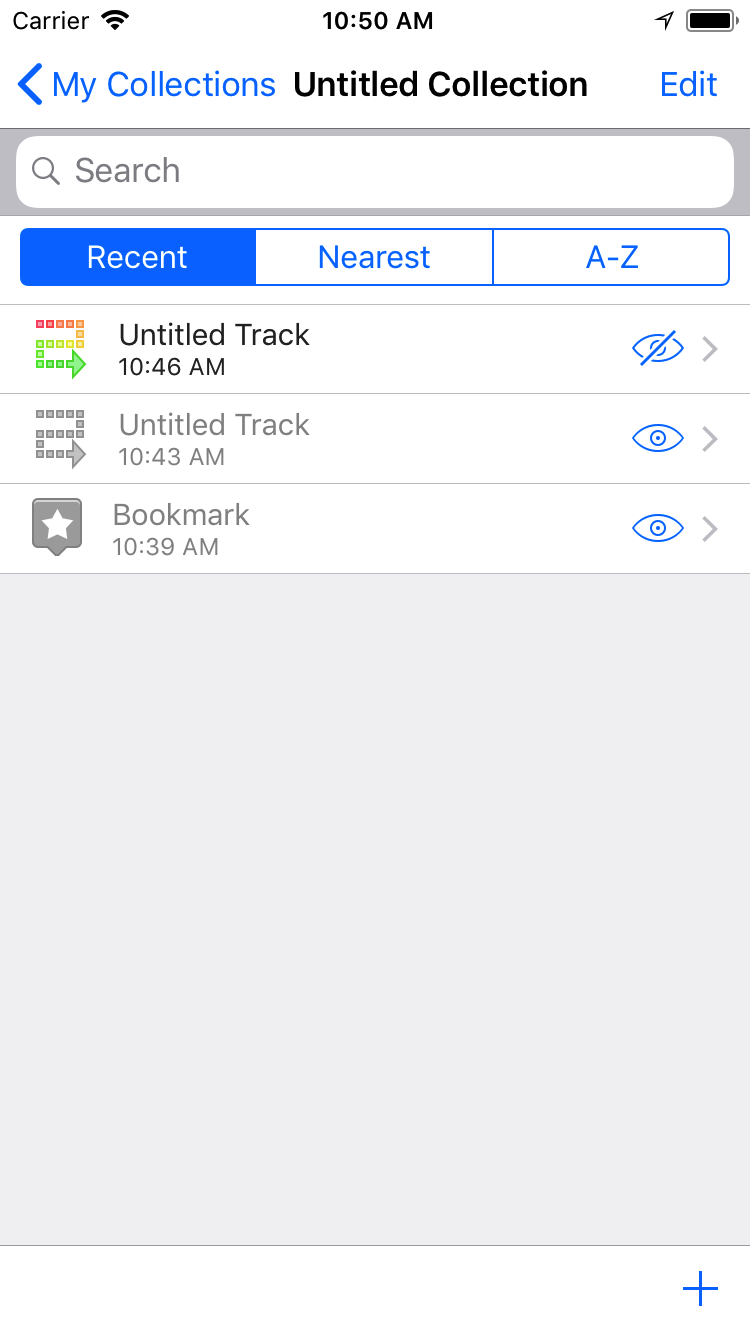 Carrier 10:50 AM
My Collections Untitled Collection Edit
Search
Recent Nearest A-Z
Untitled Track
10:46 AM
Untitled Track
10:43 AM
Bookmark
10:39 AM